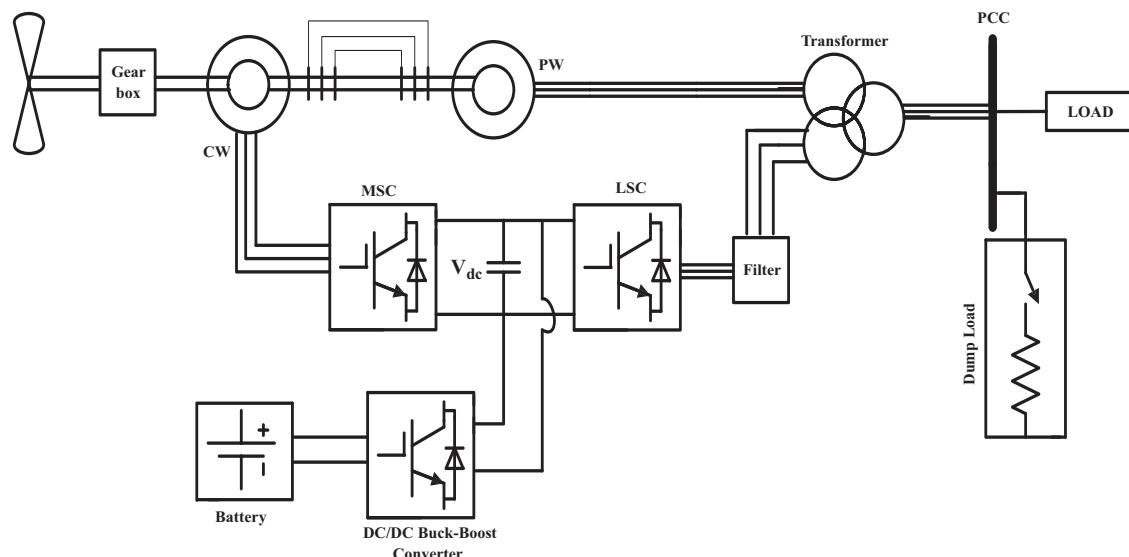 PCC
Transformer
Gear
box
PW
LOAD
CW
MSC
LSC
Vdc
Filter
Dump Load
+
Battery
DC/DC Buck-Boost
Converter